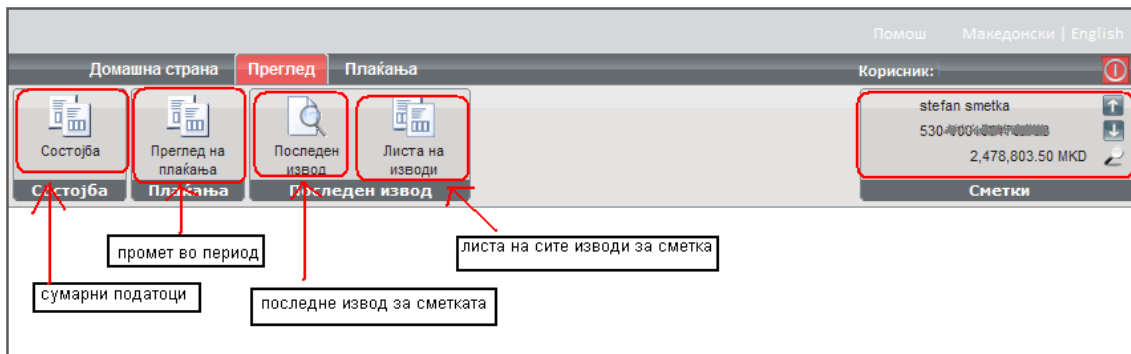 Помош Македонски | English
Домашна страна Преглед Плаќања Корисник:
stefan smetka
530-
2,478,803.50 MKD
Состојба
Преглед на
плаќања
Последен
извод
Листа на
изводи
Состојба Плаќања Последен извод Сметки
листа на сите изводи за сметка
промет во период
сумарни податоци
последне извод за сметката